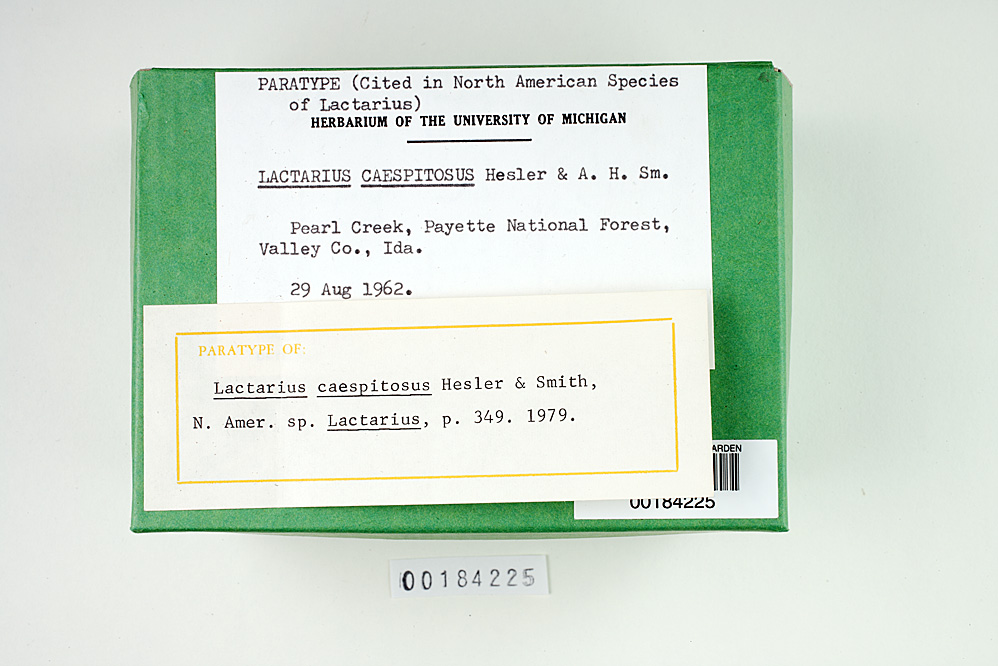 PARATYPE (Cited in North American Species
of Lactarius)
HERBARIUM OF THE UNIVERSITY OF MICHIGAN
LACTARIUS CAESPITOSUS Hesler & A. H. Sm.
Pearl Creek, Payette National Forest,
Valley Co., Ida.
29 Aug 1962.
PARATYPE OF:
Lactarius caespitosus Hesler & Smith,
N. Amer. sp. Lactarius, p. 349. 1979.
ARDEN
00184225
00184225